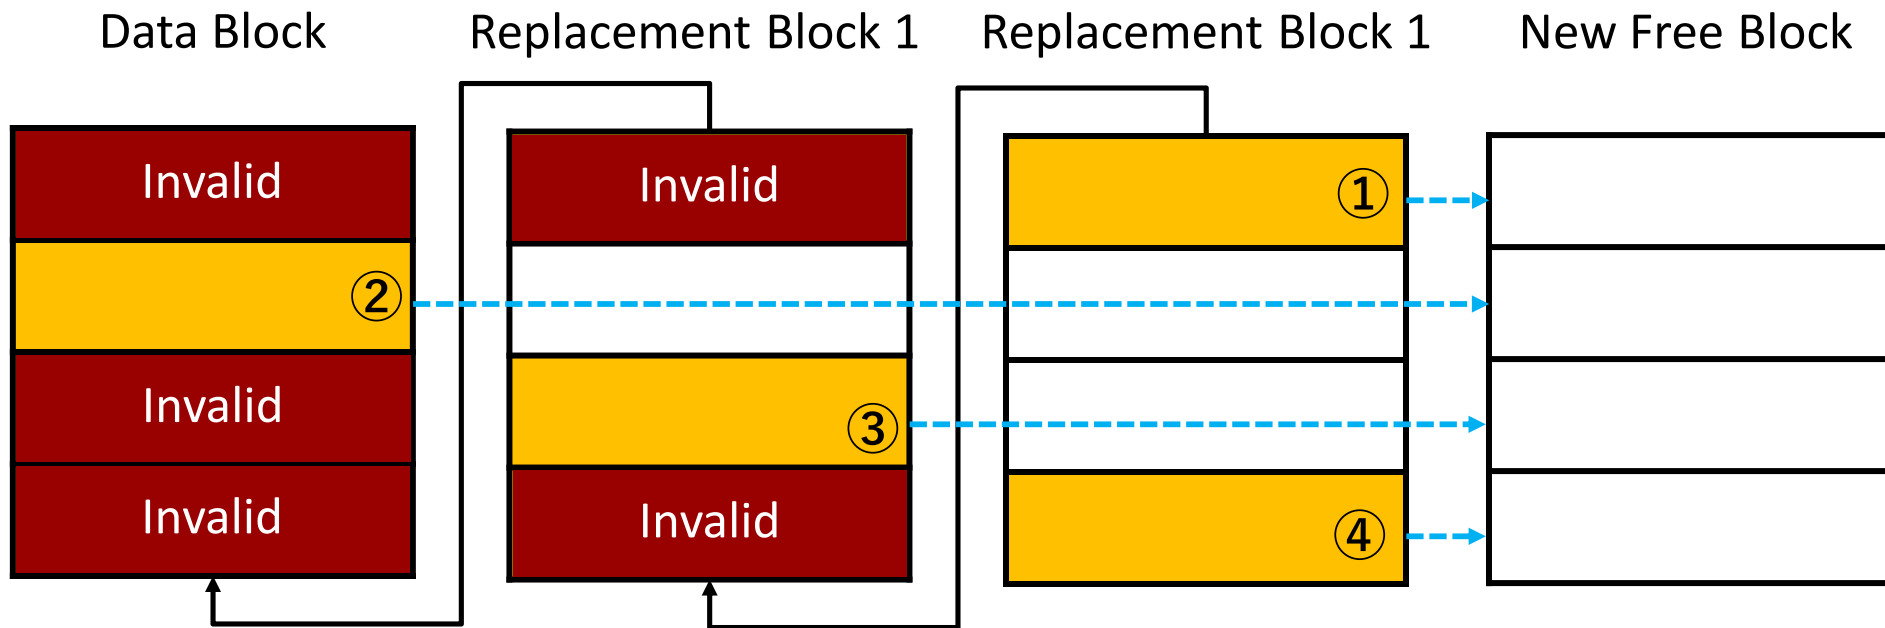 Data Block
Replacement Block 1
Replacement Block 1
New Free Block
Invalid
Invalid
①
②
Invalid
③
Invalid
Invalid
④